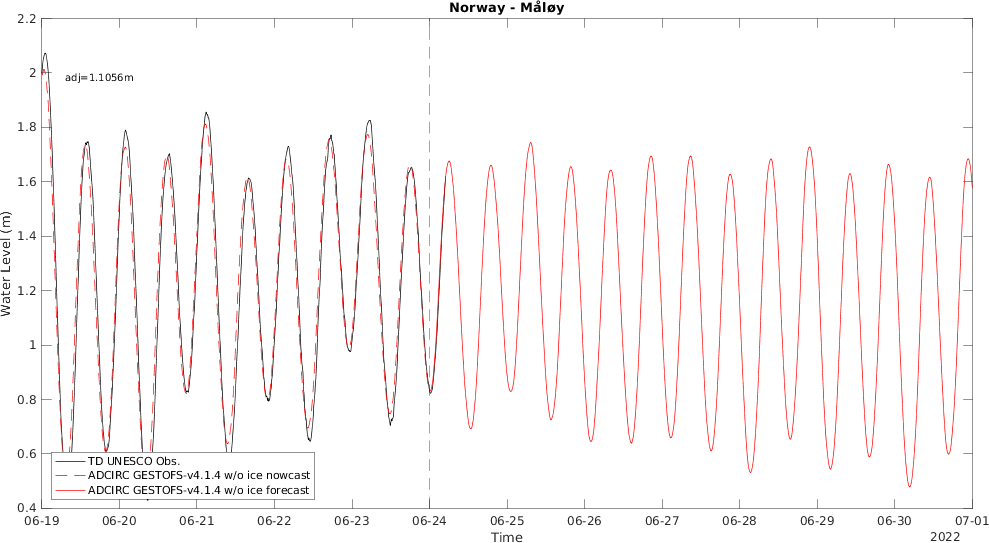 Norway - Måløy
2.2
2
1.8
1.6
1.4
1.2
1
0.8
0.6
0.4
Water Level (m)
adj=1.1056m
TD UNESCO Obs.
ADCIRC GESTOFS-v4.1.4 w/o ice nowcast
ADCIRC GESTOFS-v4.1.4 w/o ice forecast
06-19 06-20 06-21 06-22 06-23 06-24 06-25 06-26 06-27 06-28 06-29 06-30 07-01
Time
2022